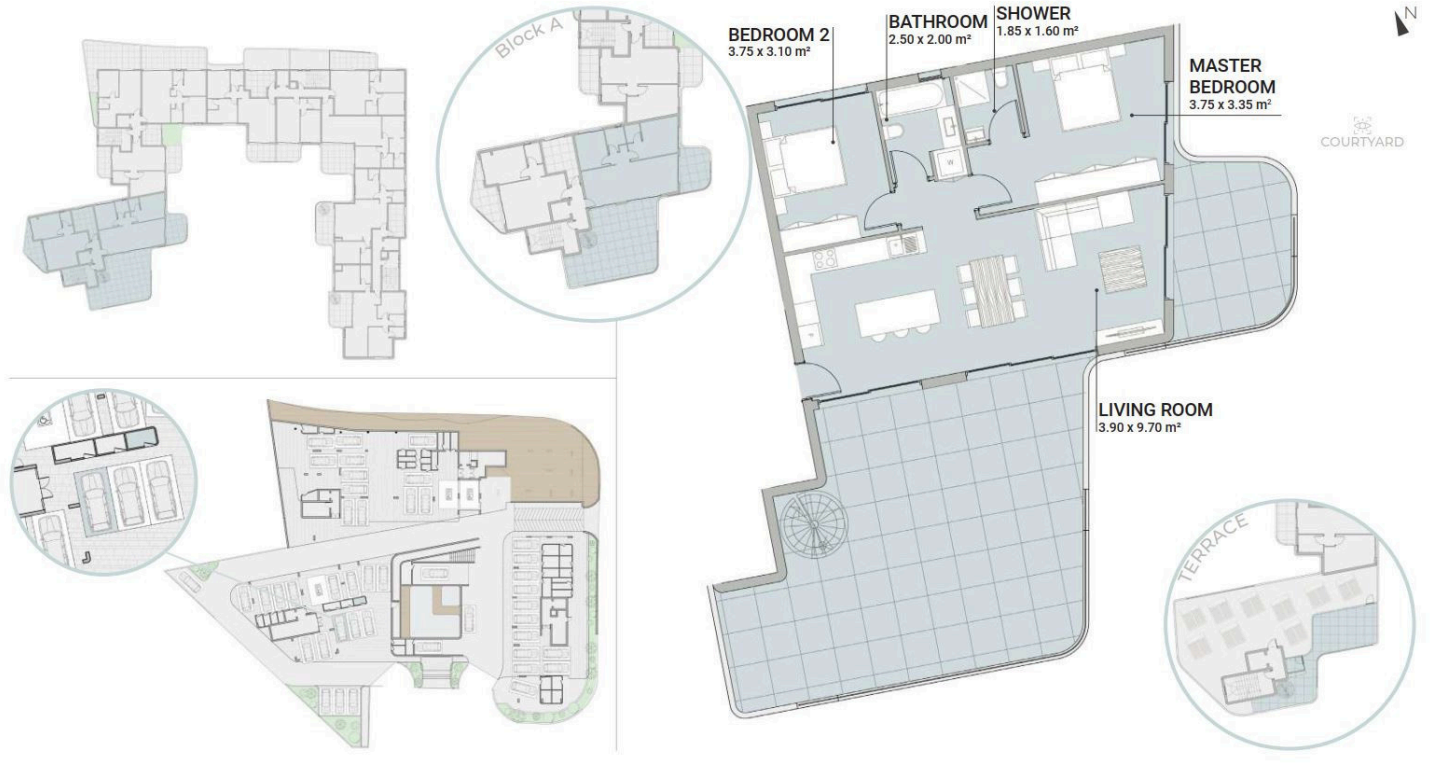 Block A
BEDROOM 2
3.75 x 3.10 m²
BATHROOM
2.50 x 2.00 m²
SHOWER
1.85 x 1.60 m²
MASTER
BEDROOM
3.75 x 3.35 m²
N
COURTYARD
W
LIVING ROOM
3.90 x 9.70 m²
TERRACE